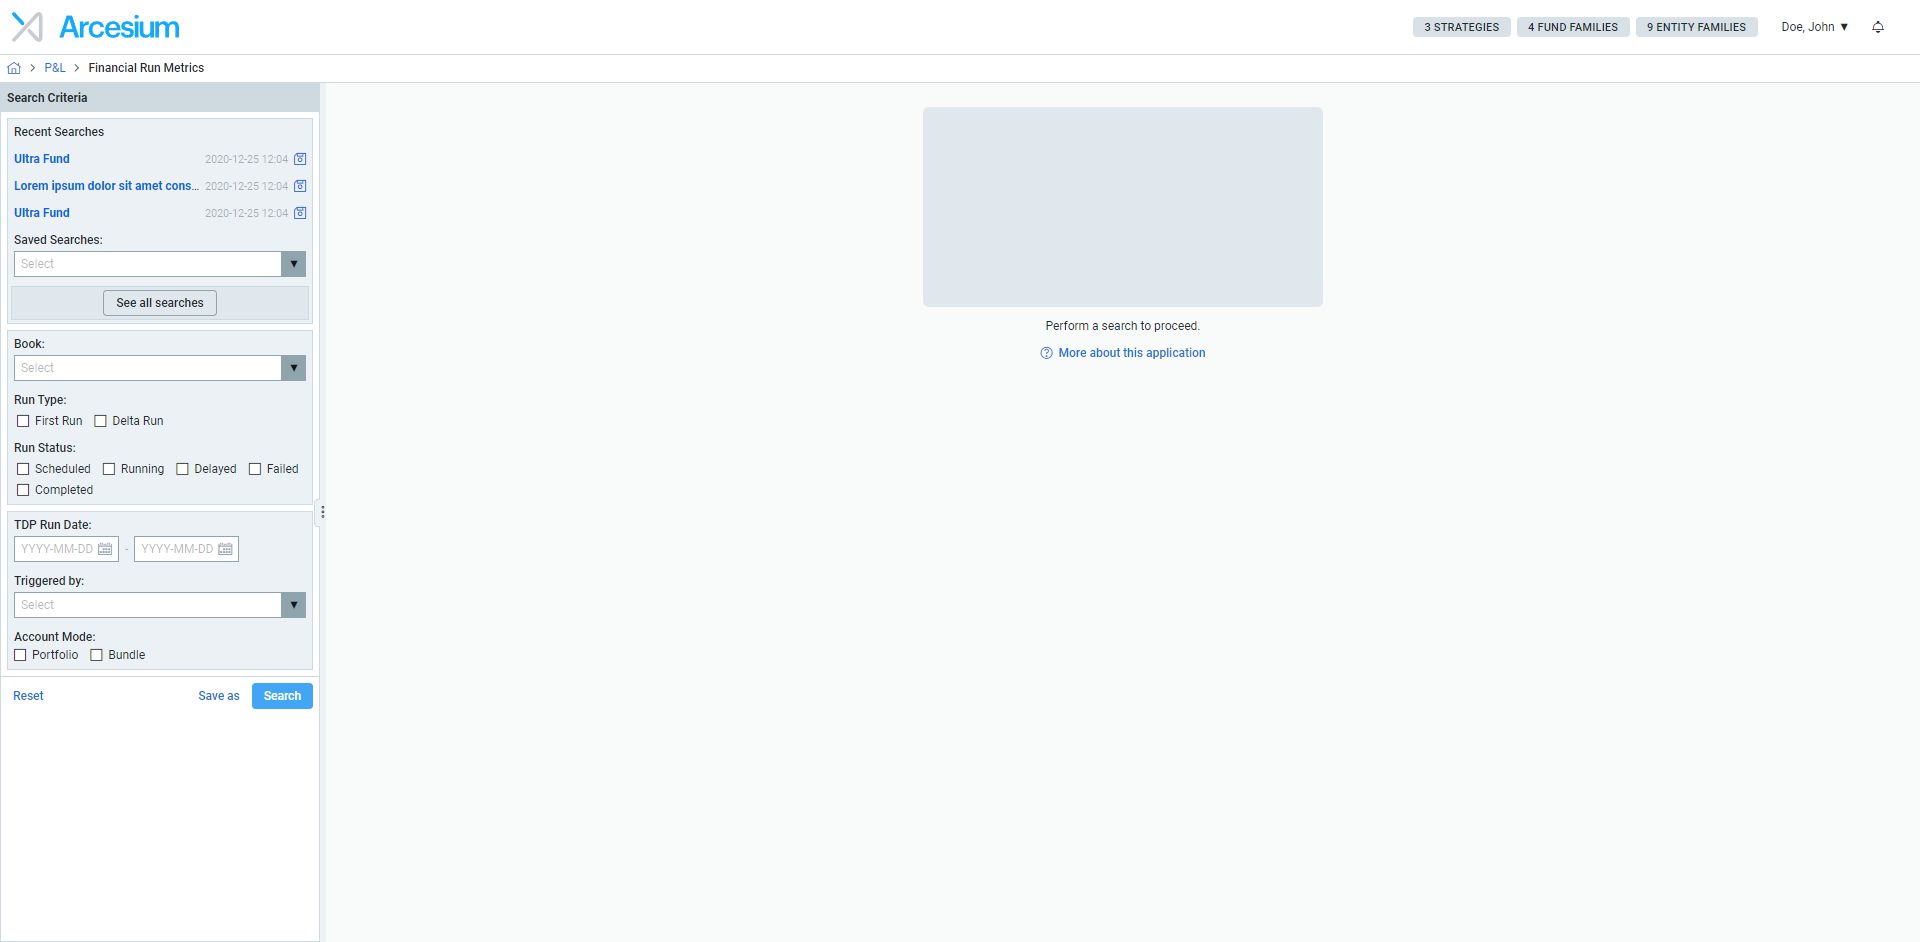 Arcesium
3 STRATEGIES 4 FUND FAMILIES 9 ENTITY FAMILIES Doe, John
P&L Financial Run Metrics
Search Criteria
Recent Searches
Ultra Fund 2020-12-25 12:04
Lorem ipsum dolor sit amet cons... 2020-12-25 12:04
Ultra Fund 2020-12-25 12:04
Saved Searches:
Select
See all searches
Book:
Select
Run Type:
First Run Delta Run
Run Status:
Scheduled Running Delayed Failed
Completed
TDP Run Date:
YYYY-MM-DD - YYYY-MM-DD
Triggered by:
Select
Account Mode:
Portfolio Bundle
Reset Save as Search
Perform a search to proceed.
More about this application